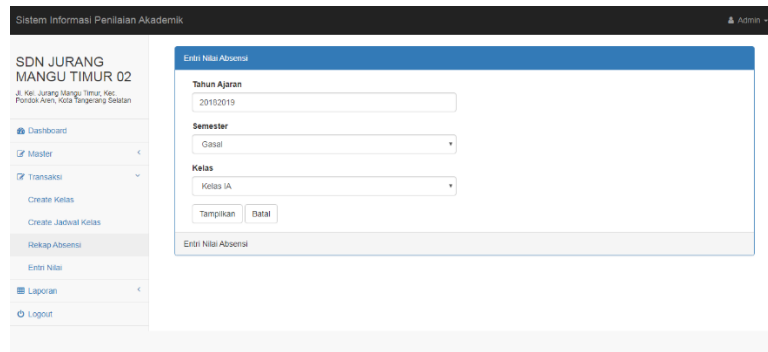 Sistem Informasi Penilaian Akademik
Admin
SDN JURANG
MANGU TIMUR 02
Jl. Kel. Jurang Mangu Timur, Kec.
Pondok Aren, Kota Tangerang Selatan
Dashboard
Master
Transaksi
Create Kelas
Create Jadwal Kelas
Rekap Absensi
Entri Nilai
Laporan
Logout
Entri Nilai Absensi
Tahun Ajaran
20182019
Semester
Gasal
Kelas
Kelas IA
Tampilkan Batal
Entri Nilai Absensi